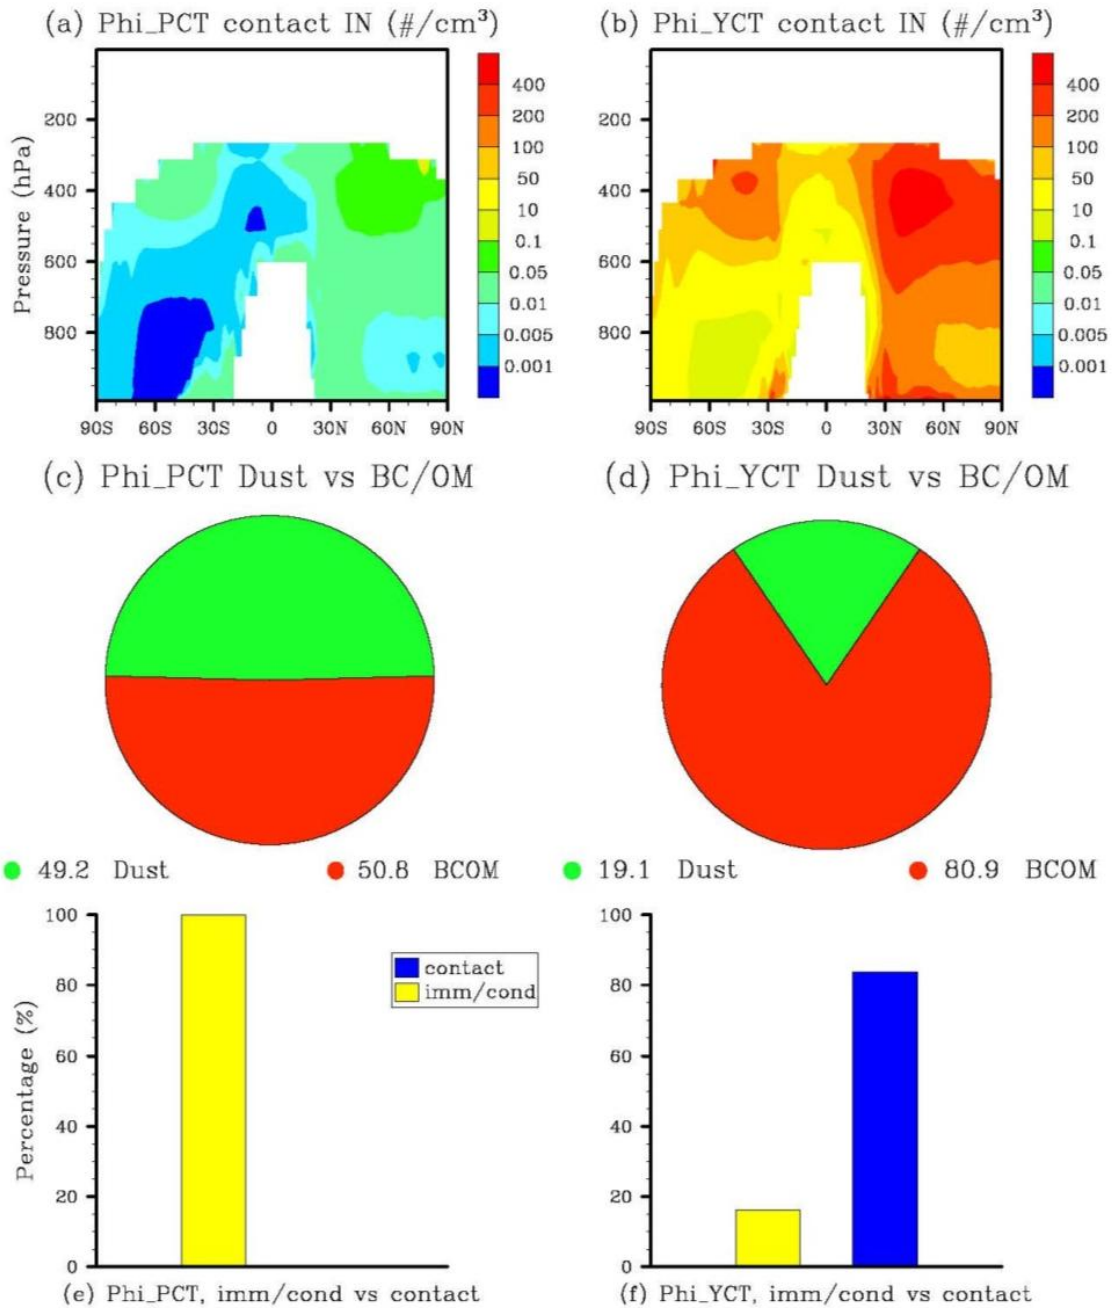 (a) Phi_PCT contact IN (#/cm³)
(b) Phi_YCT contact IN (#/cm³)
Pressure (hPa)
200
400
600
800
90S 60S 30S 0 30N 60N 90N
400
200
100
50
10
0.1
0.05
0.01
0.005
0.001
200
400
600
800
90S 60S 30S 0 30N 60N 90N
400
200
100
50
10
0.1
0.05
0.01
0.005
0.001
(c) Phi_PCT Dust vs BC/OM
(d) Phi_YCT Dust vs BC/OM
49.2 Dust
50.8 BCOM
19.1 Dust
80.9 BCOM
Percentage (%)
100
80
60
40
20
0
contact
imm/cond
100
80
60
40
20
0
(e) Phi_PCT, imm/cond vs contact
(f) Phi_YCT, imm/cond vs contact